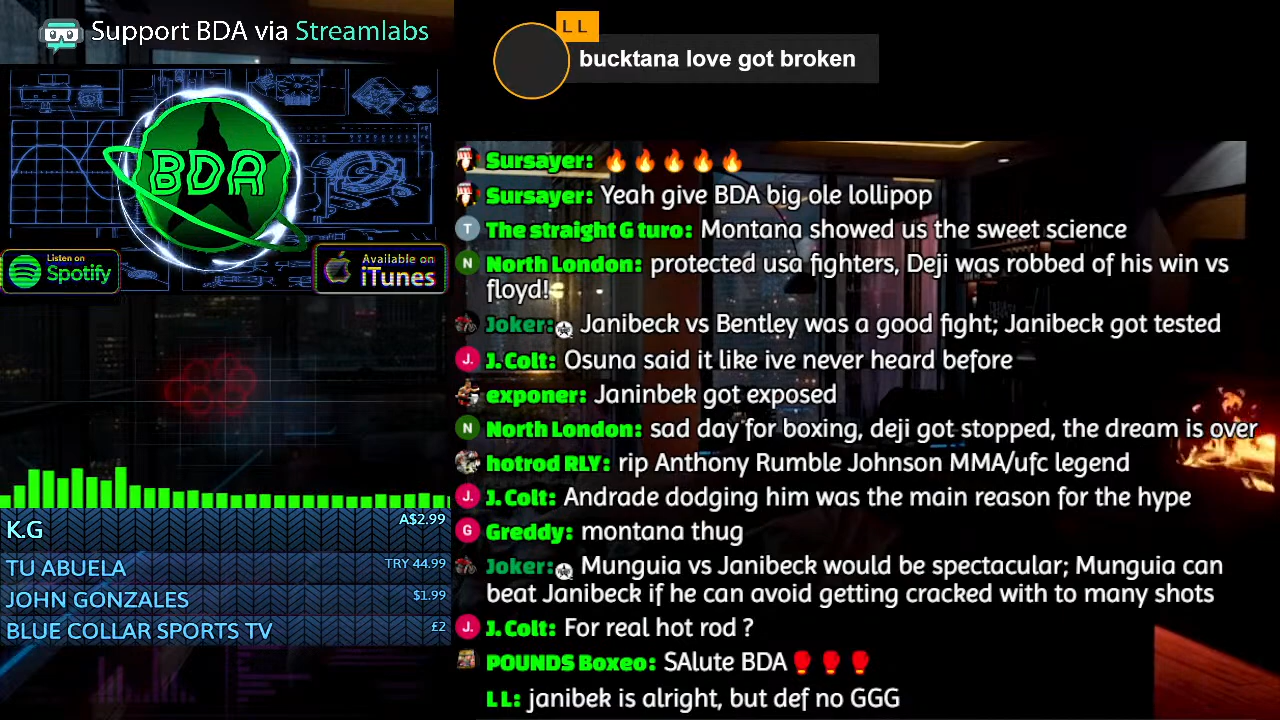 Support BDA via Streamlabs
LL
bucktana love got broken
BDA
Listen on
Spotify
Available on
iTunes
K.G A$2.99
TU ABUELA TRY 44.99
JOHN GONZALES $1.99
BLUE COLLAR SPORTS TV £2
Sursayer: 🔥🔥🔥🔥🔥
Sursayer: Yeah give BDA big ole lollipop
T The straight G turo: Montana showed us the sweet science
N North London: protected usa fighters, Deji was robbed of his win vs
floyd!
Joker: Janibeck vs Bentley was a good fight; Janibeck got tested
J. J. Colt: Osuna said it like ive never heard before
exponer: Janinbek got exposed
N North London: sad day for boxing, deji got stopped, the dream is over
hotrod RLY: rip Anthony Rumble Johnson MMA/ufc legend
J. J. Colt: Andrade dodging him was the main reason for the hype
G Greddy: montana thug
Joker: Munguia vs Janibeck would be spectacular; Munguia can
beat Janibeck if he can avoid getting cracked with to many shots
J. J. Colt: For real hot rod ?
POUNDS Boxeo: SAlute BDA🥊🥊🥊
L L: janibek is alright, but def no GGG